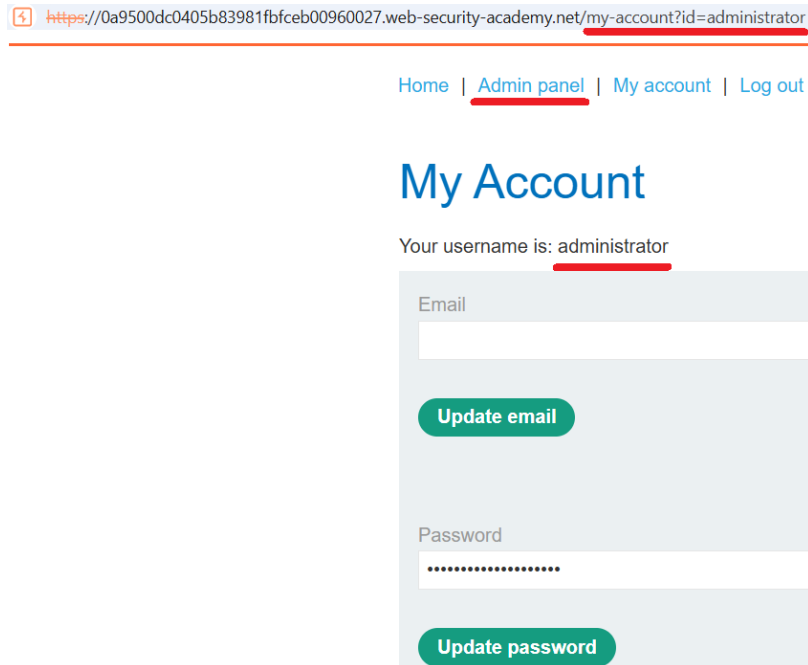 https://0a9500dc0405b83981fbfceb00960027.web-security-academy.net/my-account?id=administrator
Home | Admin panel | My account | Log out
My Account
Your username is: administrator
Email
Update email
Password
••••••••••••••••••••
Update password